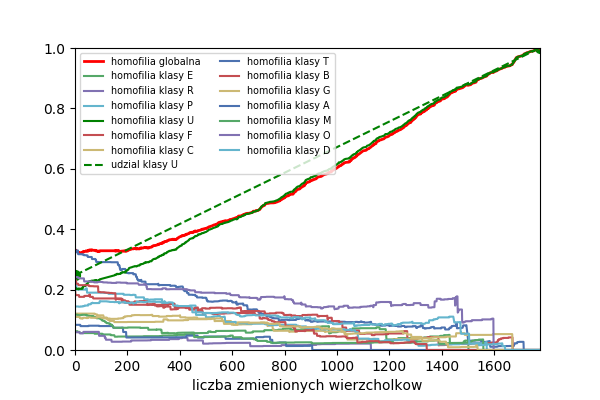 1.0
0.8
0.6
0.4
0.2
0.0
homofilia globalna
homofilia klasy E
homofilia klasy R
homofilia klasy P
homofilia klasy U
homofilia klasy F
homofilia klasy C
udzial klasy U
homofilia klasy T
homofilia klasy B
homofilia klasy G
homofilia klasy A
homofilia klasy M
homofilia klasy O
homofilia klasy D
0 200 400 600 800 1000 1200 1400 1600
liczba zmienionych wierzcholkow